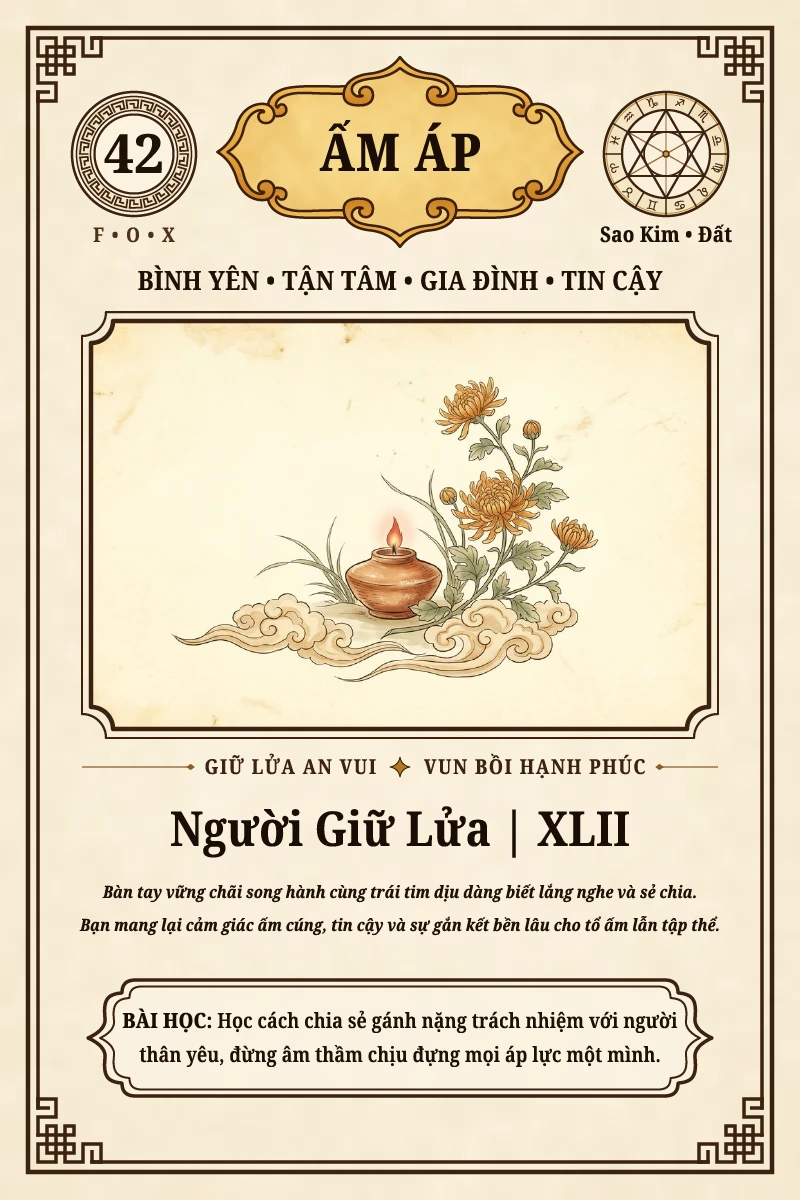 42
ẤM ÁP
F • O • X
Sao Kim • Đất
BÌNH YÊN • TẬN TÂM • GIA ĐÌNH • TIN CẬY
GIỮ LỬA AN VUI ✦ VUN BỒI HẠNH PHÚC
Người Giữ Lửa | XLII
Bàn tay vững chãi song hành cùng trái tim dịu dàng biết lắng nghe và sẻ chia.
Bạn mang lại cảm giác ấm cúng, tin cậy và sự gắn kết bền lâu cho tổ ấm lẫn tập thể.
BÀI HỌC: Học cách chia sẻ gánh nặng trách nhiệm với người
thân yêu, đừng âm thầm chịu đựng mọi áp lực một mình.